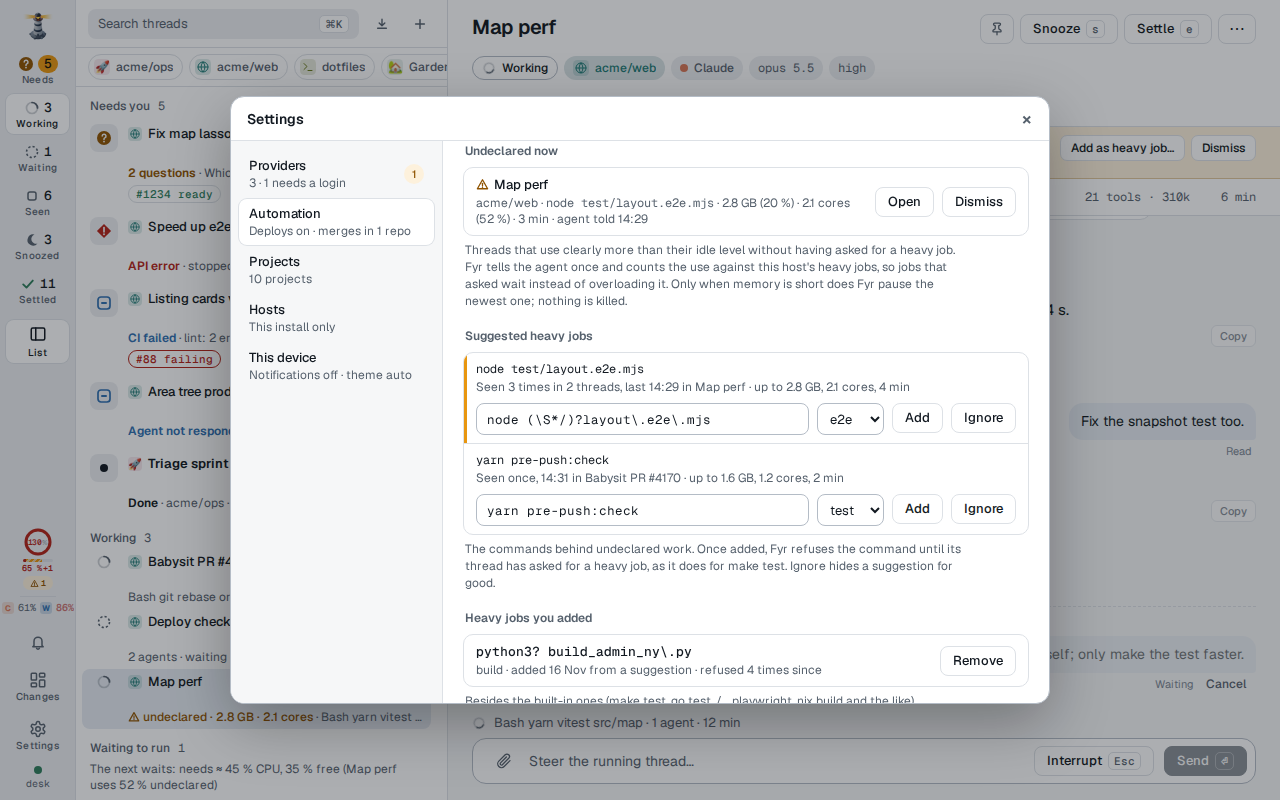 Search threads
⌘K
Map perf
Snooze s
Settle e
5
Needs
3
Working
1
Waiting
6
Seen
3
Snoozed
11
Settled
List
acme/ops
acme/web
dotfiles
Garden
Working
acme/web
Claude
opus 5.5
high
Needs you 5
Fix map lasso
2 questions
#1234 ready
Speed up e2e
API error · stopped
Listing cards
CI failed · lint: 2
#88 failing
Area tree prod
Agent not respon
Triage sprint
Done · acme/ops ·
Working 3
Babysit PR #4
Bash git rebase
Deploy check
2 agents · waiting
Map perf
undeclared · 2.8 GB · 2.1 cores · Bash yarn vitest …
Waiting to run 1
The next waits: needs ≈ 45 % CPU, 35 % free (Map perf
uses 52 % undeclared)
130%
65 %+1
1
C 61% W 86%
Changes
Settings
desk
Settings
×
Providers
3 · 1 needs a login
1
Automation
Deploys on · merges in 1 repo
Projects
10 projects
Hosts
This install only
This device
Notifications off · theme auto
Undeclared now
Map perf
acme/web · node test/layout.e2e.mjs · 2.8 GB (20 %) · 2.1 cores
(52 %) · 3 min · agent told 14:29
Open
Dismiss
Threads that use clearly more than their idle level without having asked for a heavy job.
Fyr tells the agent once and counts the use against this host's heavy jobs, so jobs that
asked wait instead of overloading it. Only when memory is short does Fyr pause the
newest one; nothing is killed.
Suggested heavy jobs
node test/layout.e2e.mjs
Seen 3 times in 2 threads, last 14:29 in Map perf · up to 2.8 GB, 2.1 cores, 4 min
node (\S*/)?layout\.e2e\.mjs
e2e
Add
Ignore
yarn pre-push:check
Seen once, 14:31 in Babysit PR #4170 · up to 1.6 GB, 1.2 cores, 2 min
yarn pre-push:check
test
Add
Ignore
The commands behind undeclared work. Once added, Fyr refuses the command until its
thread has asked for a heavy job, as it does for make test. Ignore hides a suggestion for
good.
Heavy jobs you added
python3? build_admin_ny\.py
build · added 16 Nov from a suggestion · refused 4 times since
Remove
Besides the built-in ones (make test, go test ./…, playwright, nix build and the like).
Add as heavy job…
Dismiss
21 tools · 310k
6 min
s.
Copy
Fix the snapshot test too.
Read
Copy
self; only make the test faster.
Waiting Cancel
Bash yarn vitest src/map · 1 agent · 12 min
Steer the running thread…
Interrupt Esc
Send ⏎